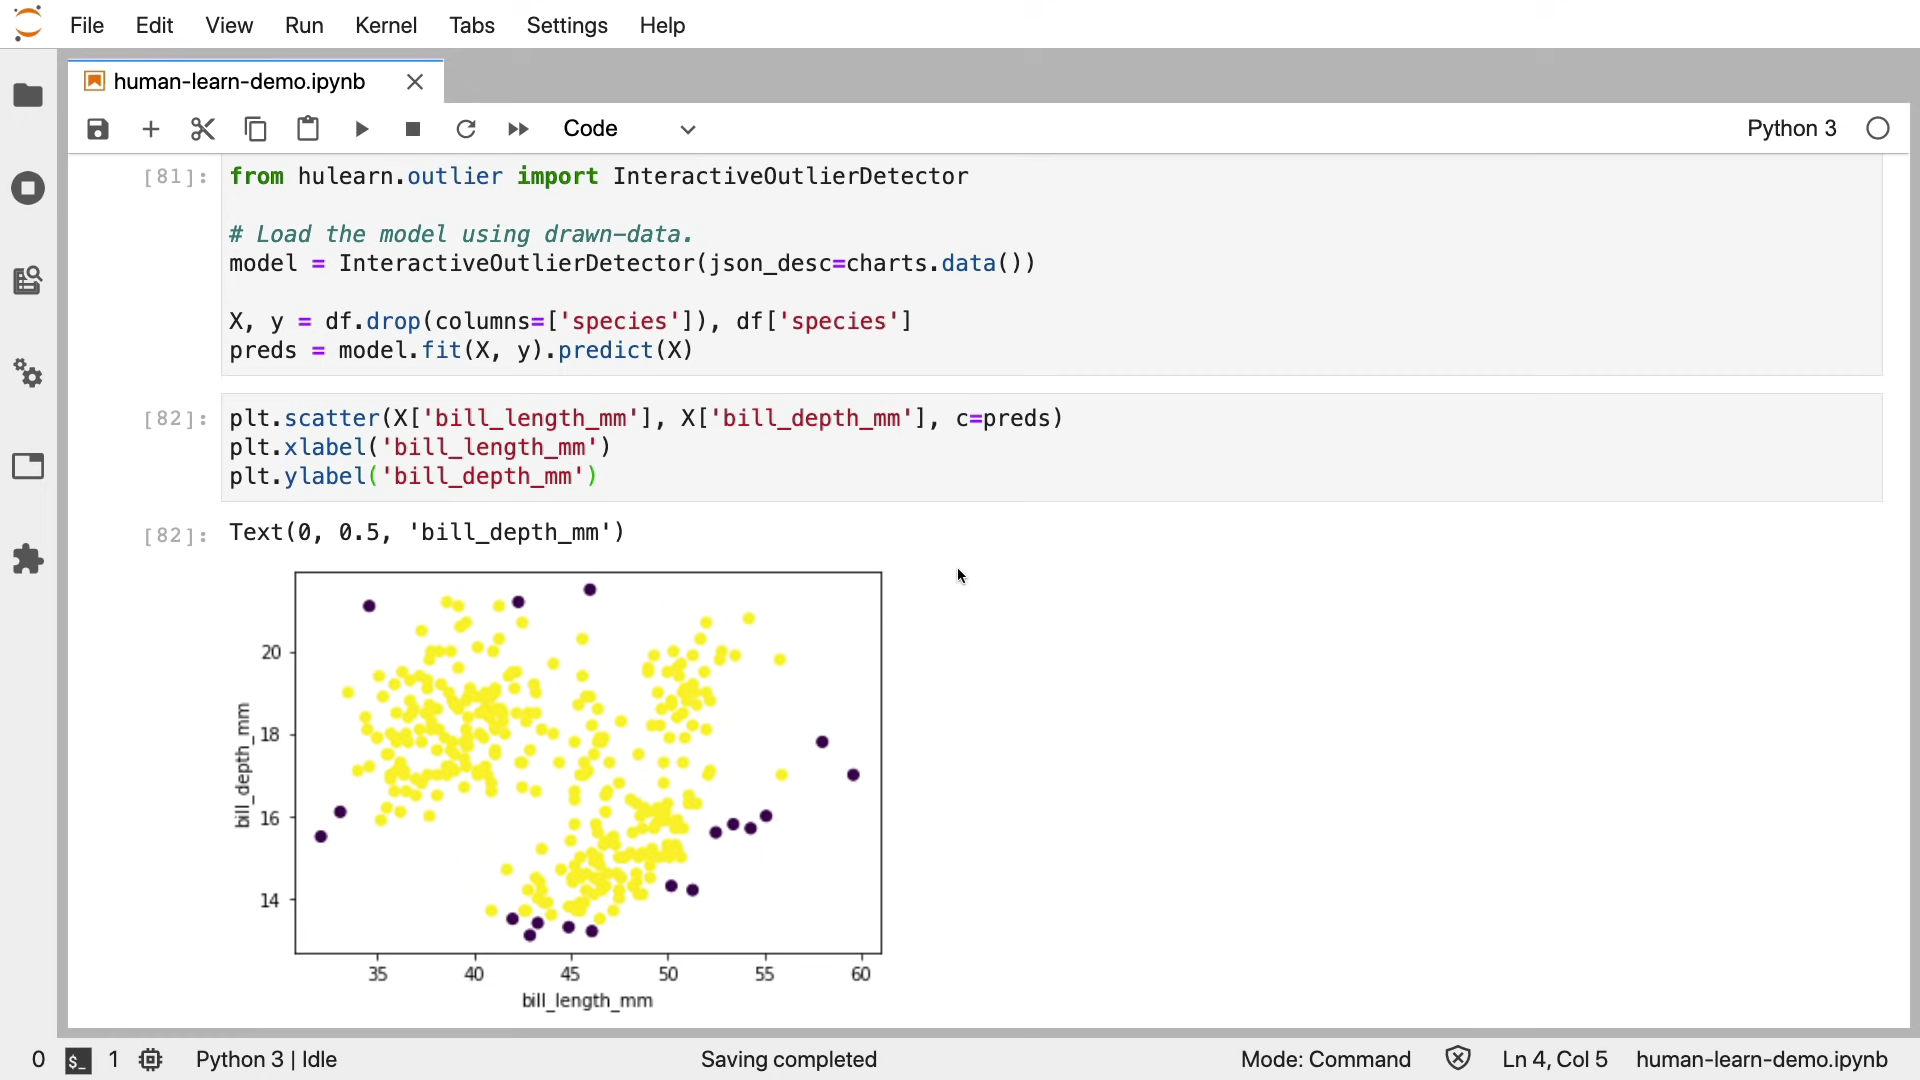 File Edit View Run Kernel Tabs Settings Help
human-learn-demo.ipynb
Code
Python 3
[81]: from hulearn.outlier import InteractiveOutlierDetector
# Load the model using drawn-data.
model = InteractiveOutlierDetector(json_desc=charts.data())
X, y = df.drop(columns=['species']), df['species']
preds = model.fit(X, y).predict(X)
[82]: plt.scatter(X['bill_length_mm'], X['bill_depth_mm'], c=preds)
plt.xlabel('bill_length_mm')
plt.ylabel('bill_depth_mm')
[82]: Text(0, 0.5, 'bill_depth_mm')
20
18
16
14
bill_depth_mm
35 40 45 50 55 60
bill_length_mm
0 $_ 1 Python 3 | Idle Saving completed Mode: Command Ln 4, Col 5 human-learn-demo.ipynb